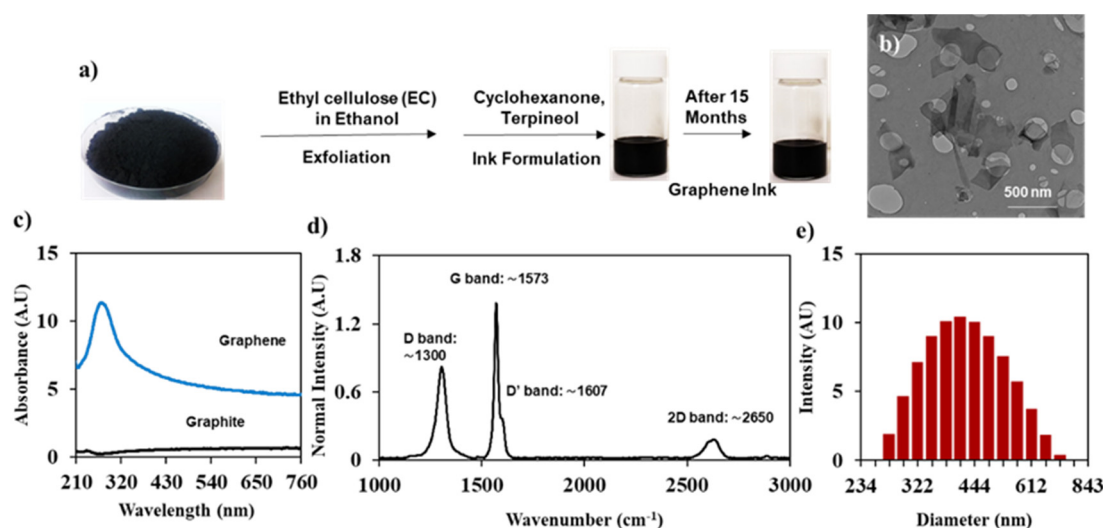 a)
Ethyl cellulose (EC)
in Ethanol
Exfoliation
Cyclohexanone,
Terpineol
Ink Formulation
After 15
Months
Graphene Ink
b)
500 nm
c)
Absorbance (A.U)
15
10
5
0
Graphene
Graphite
210 320 430 540 650 760
Wavelength (nm)
d)
Normal Intensity (A.U)
1.8
1.2
0.6
0
G band: ~1573
D band:
~1300
D' band: ~1607
2D band: ~2650
1000 1500 2000 2500 3000
Wavenumber (cm-1)
e)
Intensity (AU)
15
10
5
0
234 322 444 612 843
Diameter (nm)